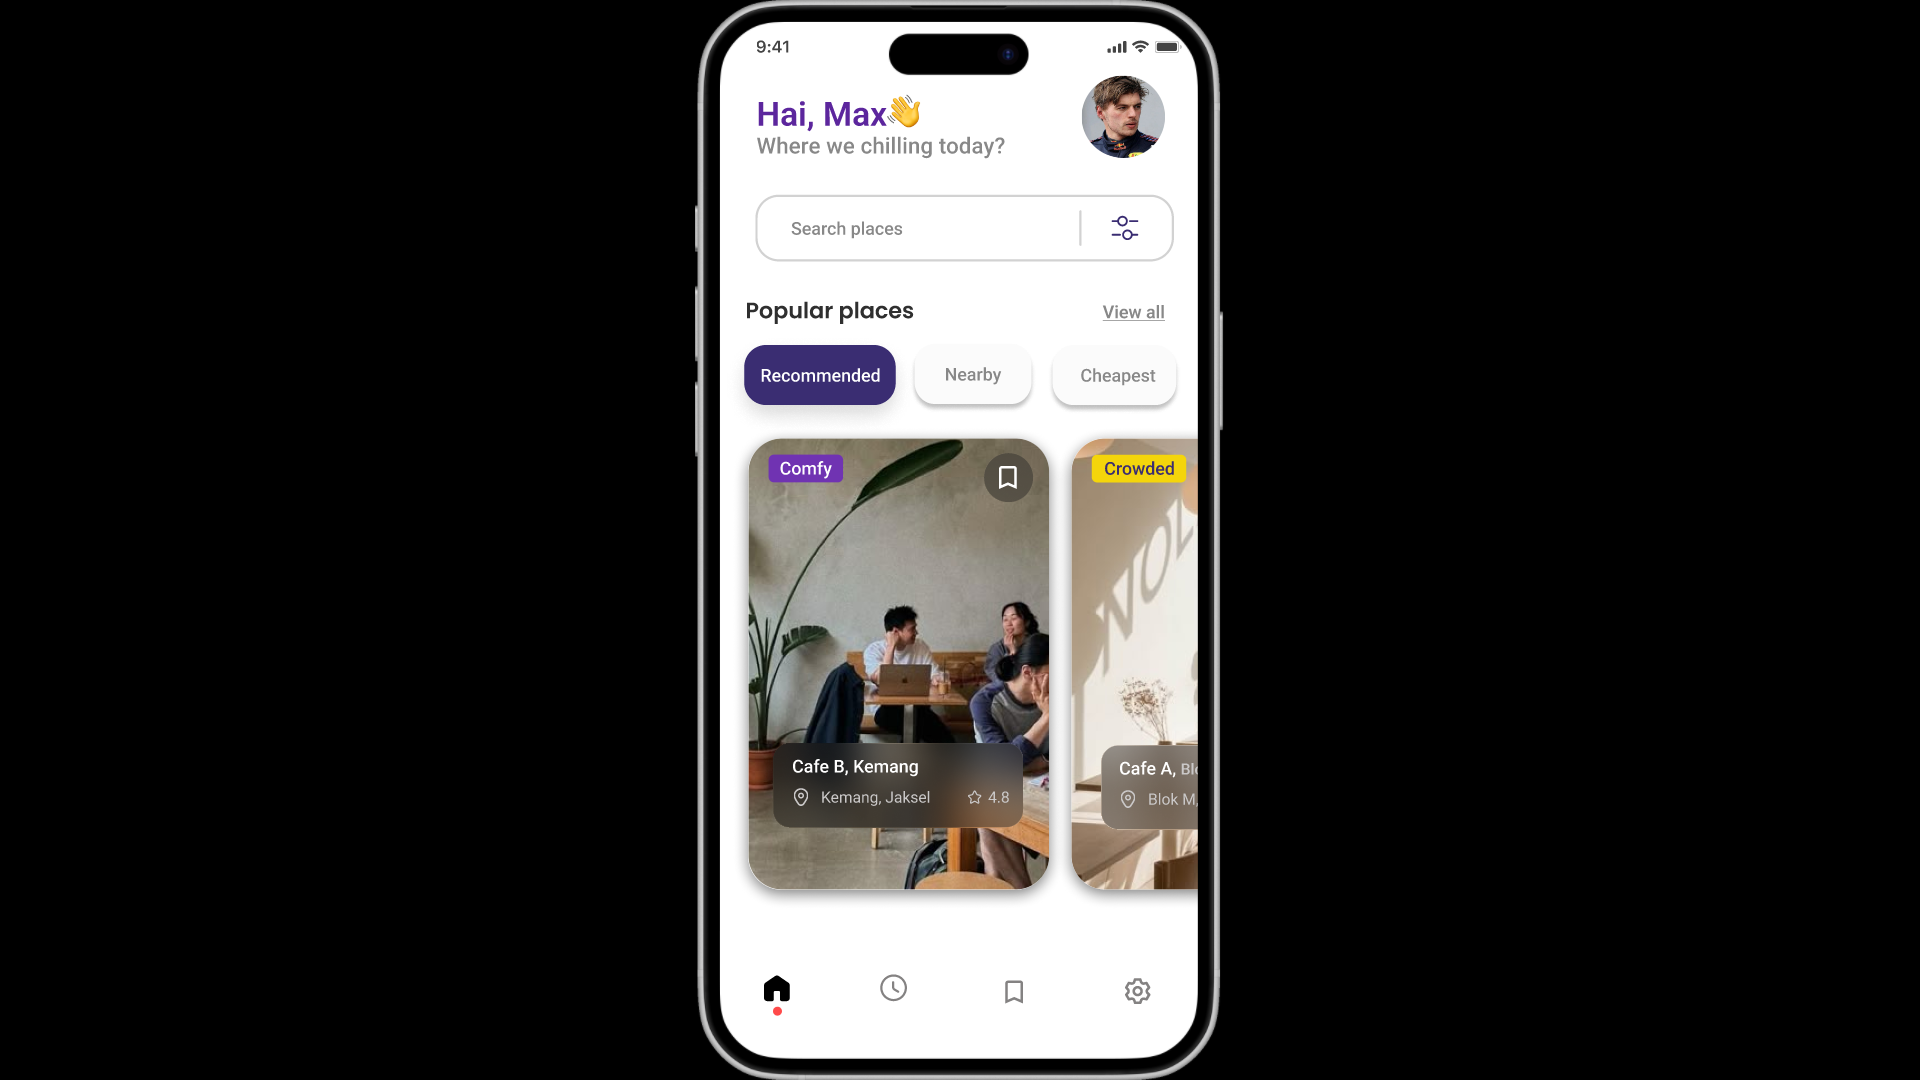 9:41
Hai, Max👋
Where we chilling today?
Search places
Popular places
View all
Recommended
Nearby
Cheapest
Comfy
Crowded
Cafe B, Kemang
Kemang, Jaksel
4.8
Cafe A,
Blok M,